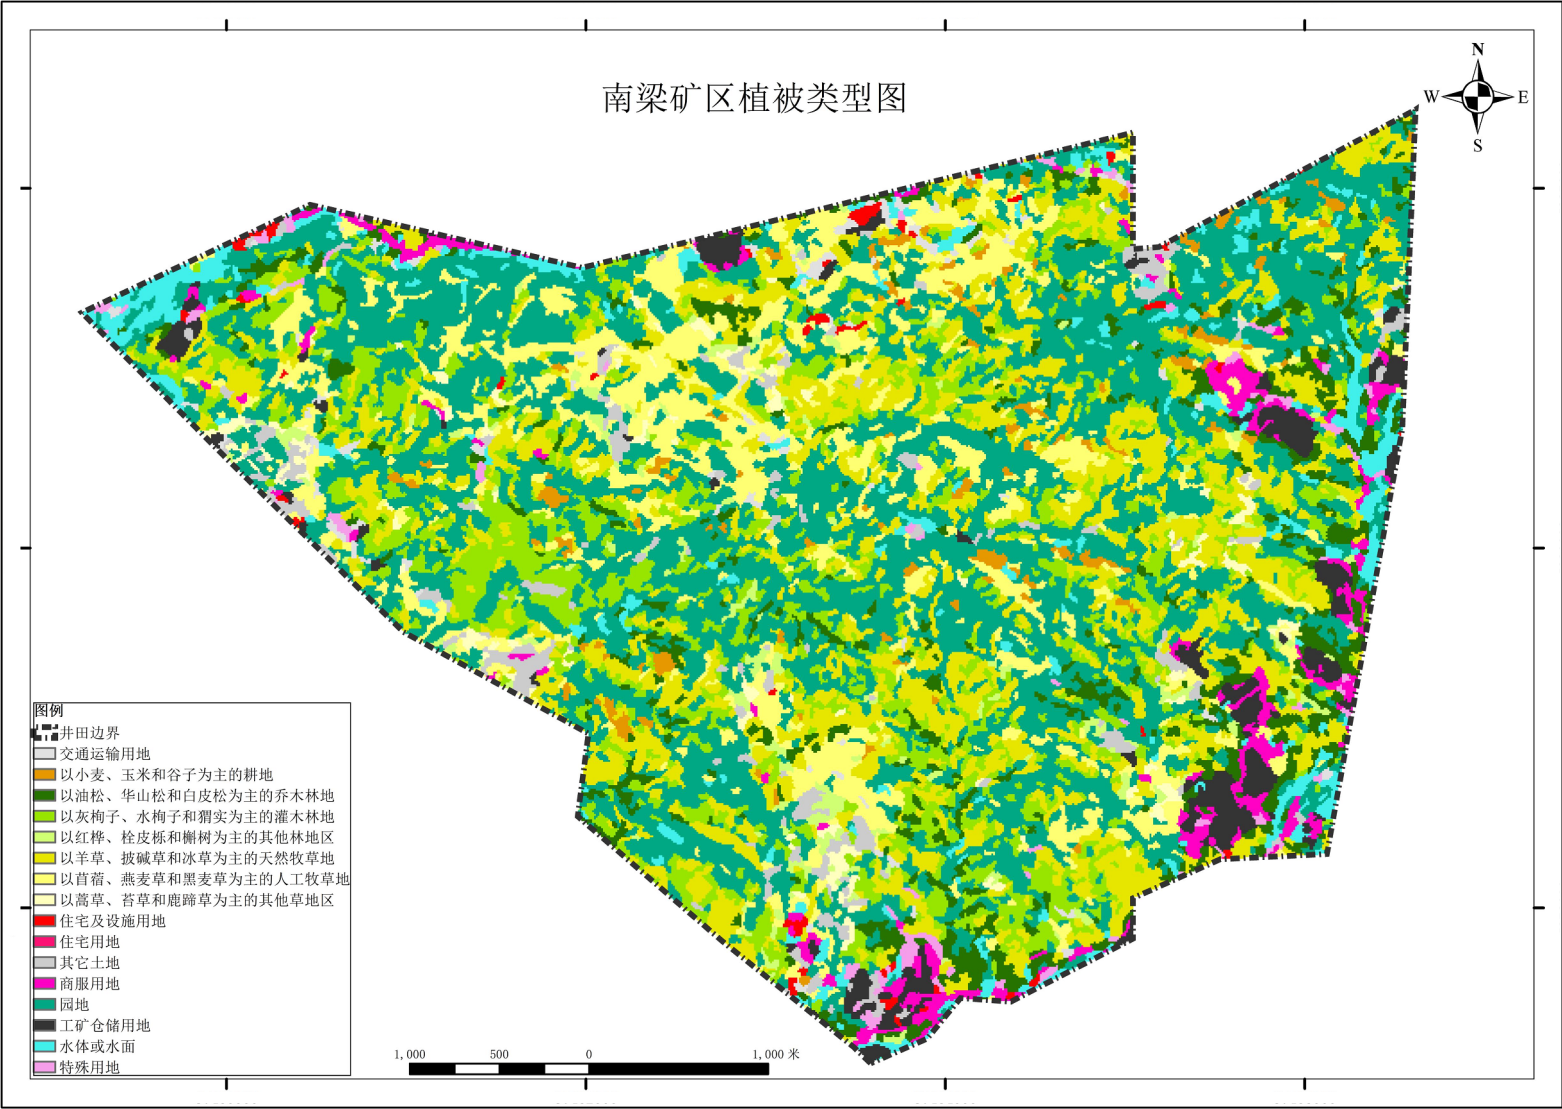 南梁矿区植被类型图
N
W
E
S
图例
井田边界
交通运输用地
以小麦、玉米和谷子为主的耕地
以油松、华山松和白皮松为主的乔木林地
以灰栒子、水栒子和猬实为主的灌木林地
以红桦、栓皮栎和槲树为主的其他林地区
以羊草、披碱草和冰草为主的天然牧草地
以苜蓿、燕麦草和黑麦草为主的人工牧草地
以蒿草、苔草和鹿蹄草为主的其他草地区
住宅及设施用地
住宅用地
其它土地
商服用地
园地
工矿仓储用地
水体或水面
特殊用地
1,000 500 0 1,000 米